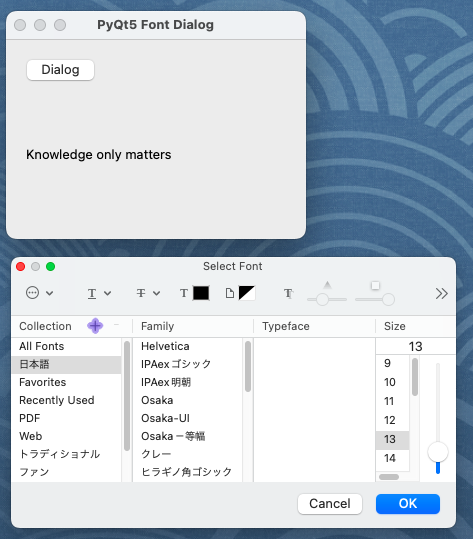 PyQt5 Font Dialog
Dialog
Knowledge only matters
Select Font
T T T T
Collection + - Family Typeface Size
All Fonts Helvetica 13
日本語 IPAexゴシック 9
Favorites IPAex明朝 10
Recently Used Osaka 11
PDF Osaka-UI 12
Web Osaka－等幅 13
トラディショナル クレー 14
ファン ヒラギノ角ゴシック
Cancel OK